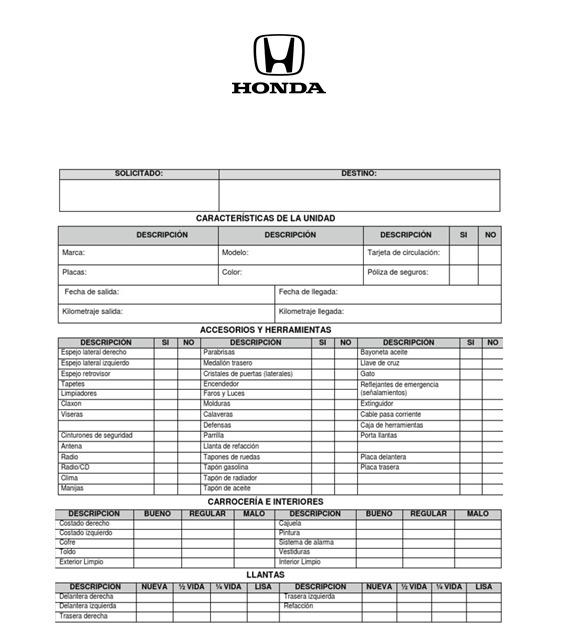 HONDA
SOLICITADO: DESTINO:
CARACTERÍSTICAS DE LA UNIDAD
DESCRIPCIÓN DESCRIPCIÓN DESCRIPCIÓN SI NO
Marca: Modelo: Tarjeta de circulación:
Placas: Color: Póliza de seguros:
Fecha de salida: Fecha de llegada:
Kilometraje salida: Kilometraje llegada:
ACCESORIOS Y HERRAMIENTAS
DESCRIPCIÓN SI NO DESCRIPCIÓN SI NO DESCRIPCIÓN SI NO
Espejo lateral derecho Parabrisas Bayoneta aceite
Espejo lateral izquierdo Medallón trasero Llave de cruz
Espejo retrovisor Cristales de puertas (laterales) Gato
Tapetes Encendedor Reflejantes de emergencia
Limpiadores Faros y Luces (señalamientos)
Claxon Molduras Extinguidor
Viseras Calaveras Cable pasa corriente
Defensas Caja de herramientas
Cinturones de seguridad Parrilla Porta llantas
Antena Llanta de refacción
Radio Tapones de ruedas Placa delantera
Radio/CD Tapón gasolina Placa trasera
Clima Tapón de radiador
Manijas Tapón de aceite
CARROCERÍA E INTERIORES
DESCRIPCION BUENO REGULAR MALO DESCRIPCION BUENO REGULAR MALO
Costado derecho Cajuela
Costado izquierdo Pintura
Cofre Sistema de alarma
Toldo Vestiduras
Exterior Limpio Interior Limpio
LLANTAS
DESCRIPCION NUEVA ½ VIDA ¼ VIDA LISA DESCRIPCION NUEVA ½ VIDA ¼ VIDA LISA
Delantera derecha Trasera izquierda
Delantera izquierda Refacción
Trasera derecha